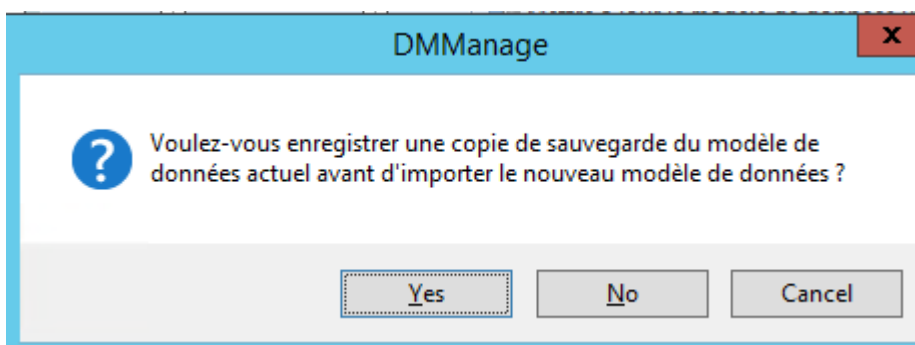 DMManage
x
Voulez-vous enregistrer une copie de sauvegarde du modèle de
données actuel avant d'importer le nouveau modèle de données ?
Yes
No
Cancel